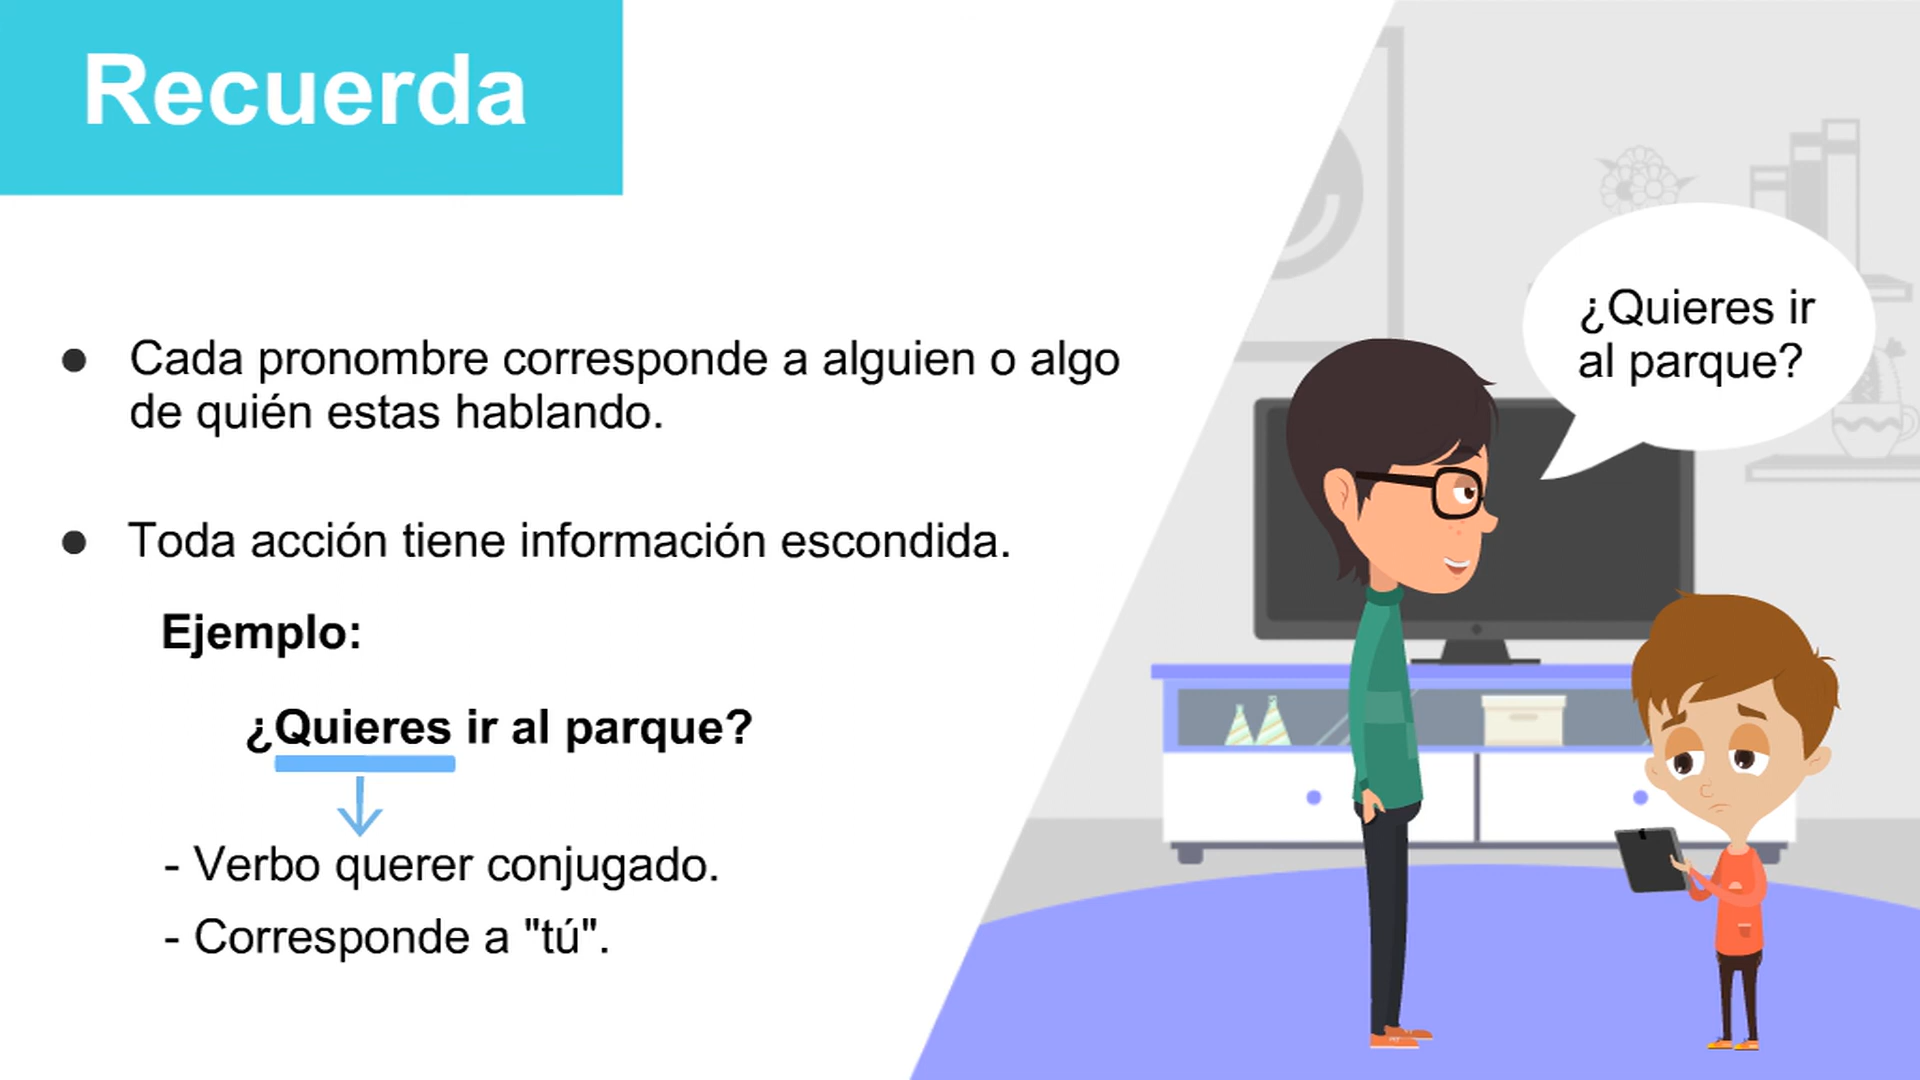 Recuerda
● Cada pronombre corresponde a alguien o algo
de quién estas hablando.
● Toda acción tiene información escondida.
Ejemplo:
¿Quieres ir al parque?
- Verbo querer conjugado.
- Corresponde a "tú".
¿Quieres ir
al parque?